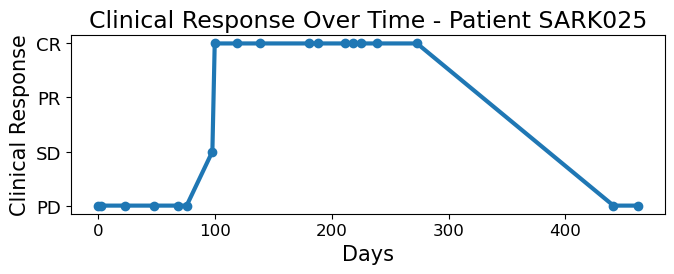 Clinical Response Over Time - Patient SARK025
Clinical Response
CR
PR
SD
PD
0 100 200 300 400
Days